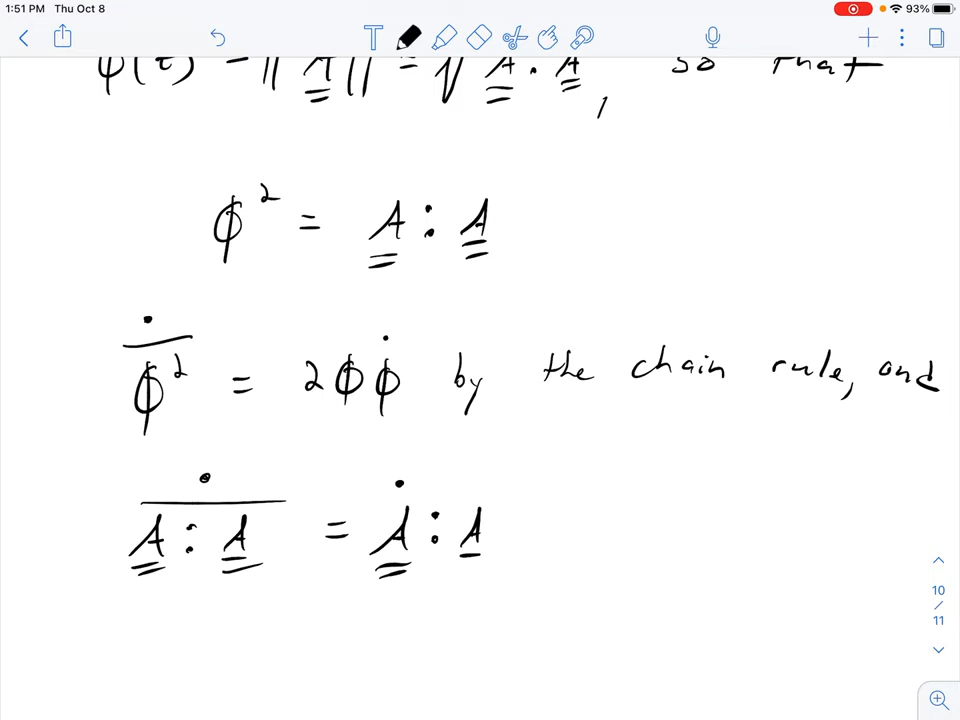 1:51 PM Thu Oct 8 93%
T
φ(t) = ||A̳|| = √A̳ : A̳, so that
φ² = A̳ : A̳
φ²̇ = 2φφ̇ by the chain rule, and
A̳ : Ȧ̳ = Ȧ̳ : A̲
10
/
11